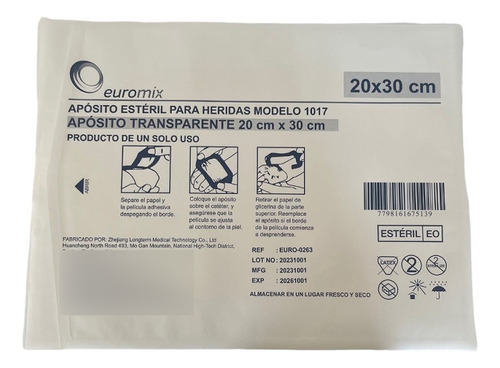 euromix
20x30 cm
APÓSITO ESTÉRIL PARA HERIDAS MODELO 1017
APÓSITO TRANSPARENTE 20 cm x 30 cm
PRODUCTO DE UN SOLO USO
ABRIR
Separe el papel y
la película adhesiva
despegando el borde.
Coloque el apósito
sobre el catéter, y
asegúrese que la
película se ajusta
al contorno de la piel.
Retirar el papel de
glicerina de la parte
superior. Reemplace
el apósito si el borde
de la película comienza
a desprenderse.
7798161675139
FABRICADO POR: Zhejiang Longterm Medical Technology Co., Ltd
Huancheng North Road 493, Mo Gan Mountain, National High-Tech District,
ESTÉRIL EO
REF : EURO-0263
LOT NO : 20231001
MFG : 20231001
EXP : 20261001
LATEX
2
2
STERILIZE
ALMACENAR EN UN LUGAR FRESCO Y SECO